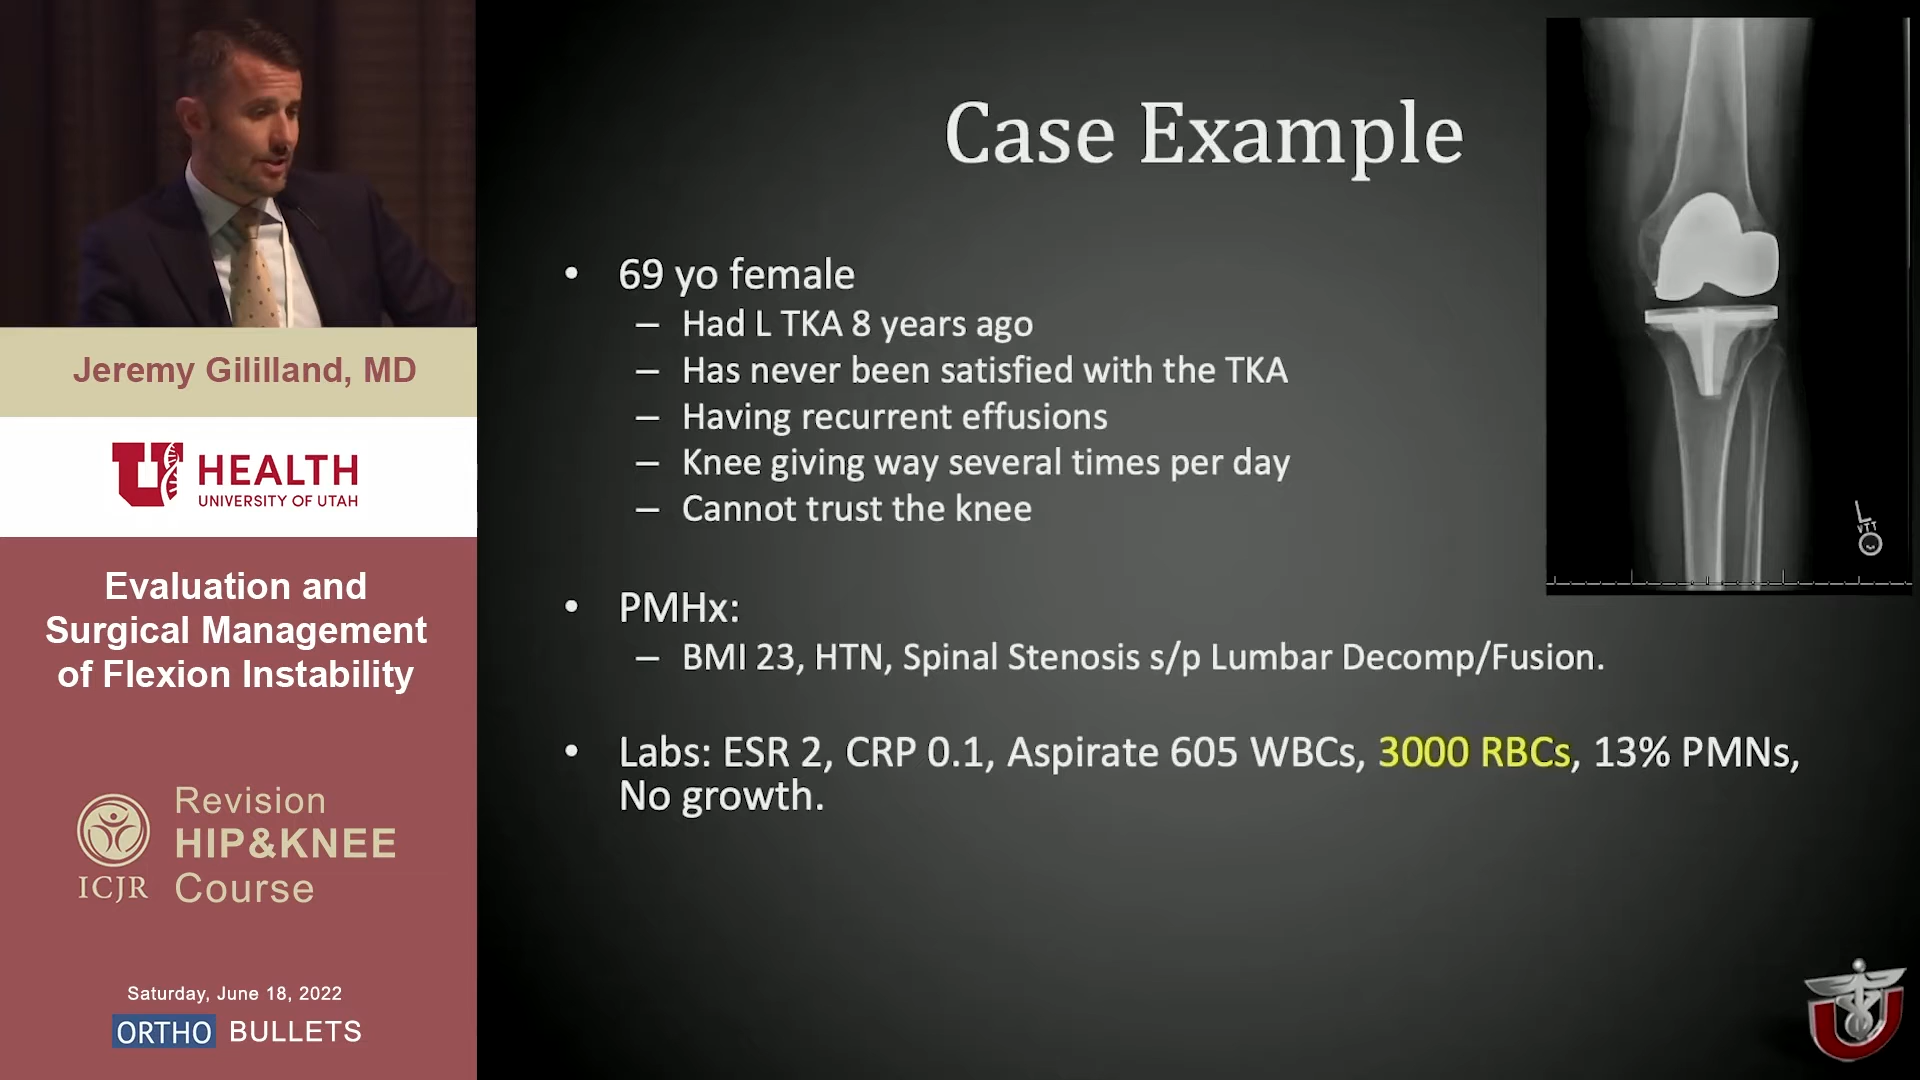 Jeremy Gililland, MD
U HEALTH
UNIVERSITY OF UTAH
Evaluation and
Surgical Management
of Flexion Instability
ICJR
Revision
HIP&KNEE
Course
Saturday, June 18, 2022
ORTHO BULLETS
Case Example
• 69 yo female
– Had L TKA 8 years ago
– Has never been satisfied with the TKA
– Having recurrent effusions
– Knee giving way several times per day
– Cannot trust the knee
• PMHx:
– BMI 23, HTN, Spinal Stenosis s/p Lumbar Decomp/Fusion.
• Labs: ESR 2, CRP 0.1, Aspirate 605 WBCs, 3000 RBCs, 13% PMNs,
No growth.
L
VTT
U